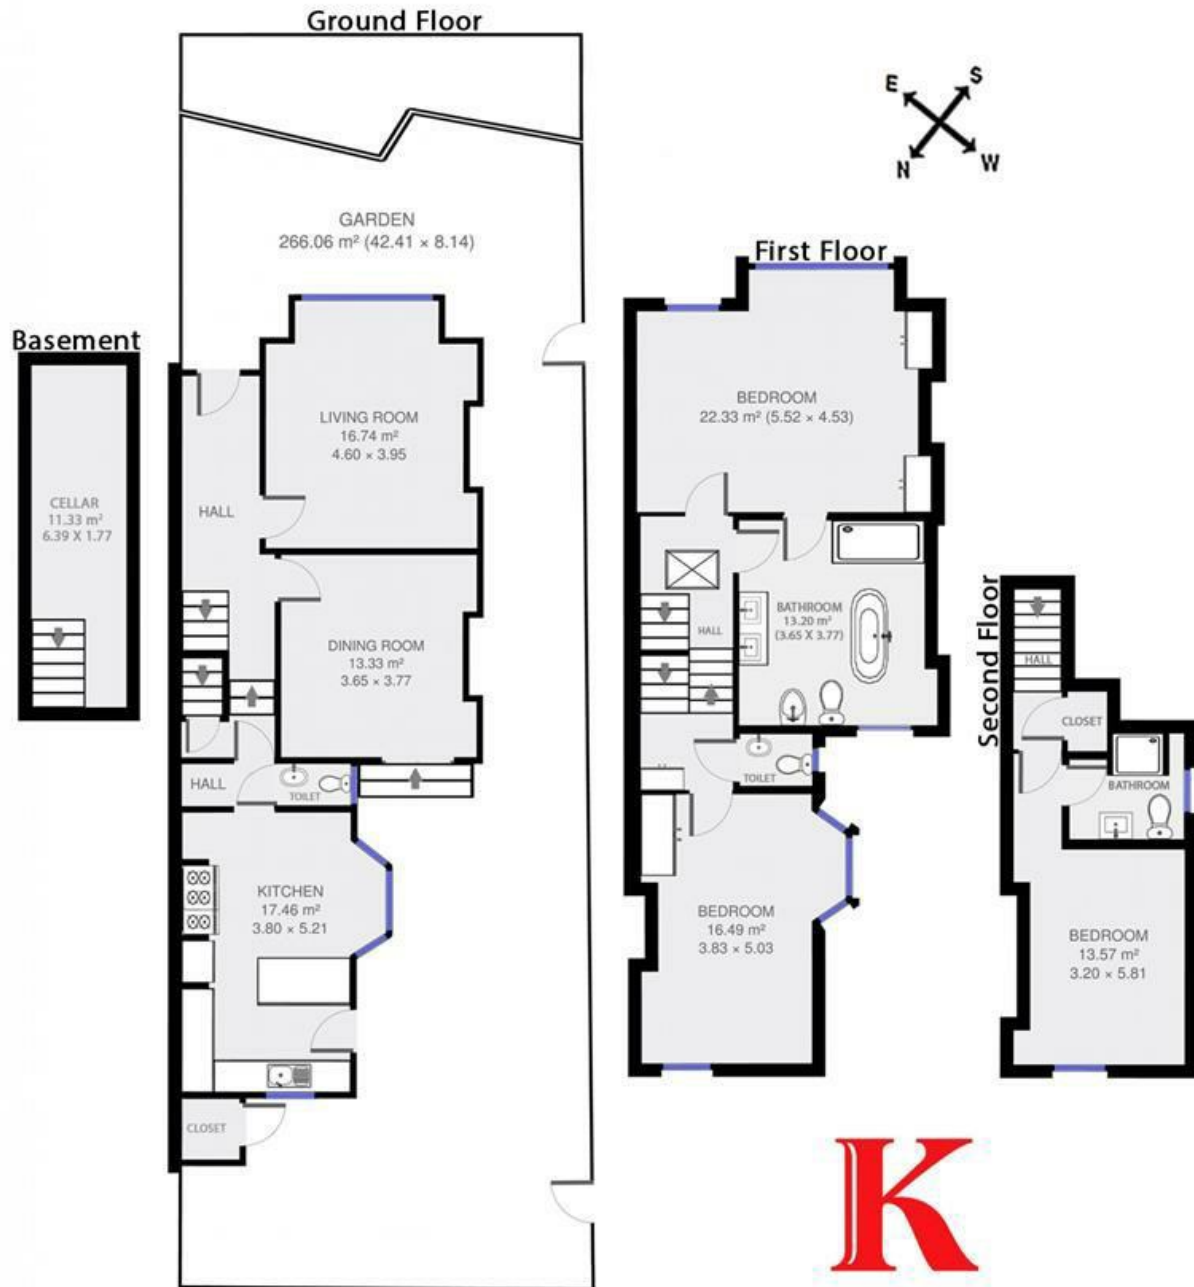 Ground Floor
E
S
N
W
GARDEN
266.06 m² (42.41 × 8.14)
Basement
CELLAR
11.33 m²
6.39 X 1.77
LIVING ROOM
16.74 m²
4.60 × 3.95
HALL
DINING ROOM
13.33 m²
3.65 × 3.77
HALL
TOILET
KITCHEN
17.46 m²
3.80 × 5.21
CLOSET
First Floor
BEDROOM
22.33 m² (5.52 × 4.53)
BATHROOM
13.20 m²
(3.65 X 3.77)
HALL
TOILET
BEDROOM
16.49 m²
3.83 × 5.03
Second Floor
HALL
CLOSET
BATHROOM
BEDROOM
13.57 m²
3.20 × 5.81
K